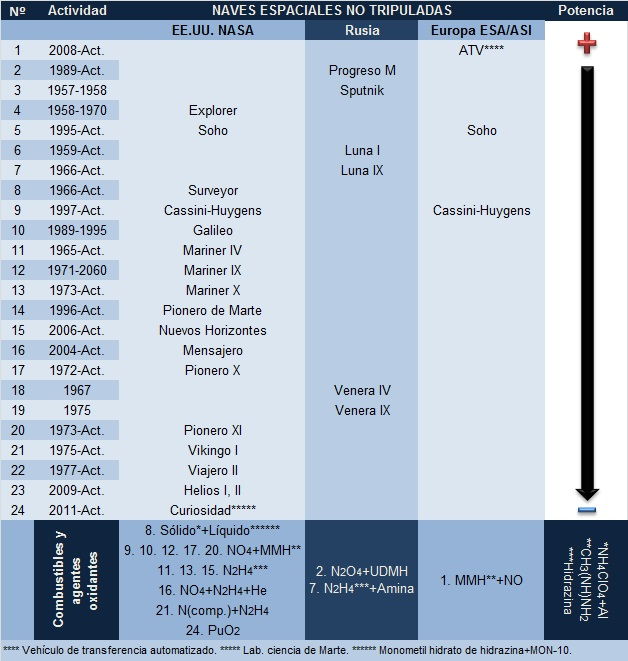 Nº Actividad NAVES ESPACIALES NO TRIPULADAS Potencia
EE.UU. NASA Rusia Europa ESA/ASI
1 2008-Act. ATV****
2 1989-Act. Progreso M
3 1957-1958 Sputnik
4 1958-1970 Explorer
5 1995-Act. Soho Soho
6 1959-Act. Luna I
7 1966-Act. Luna IX
8 1966-Act. Surveyor
9 1997-Act. Cassini-Huygens Cassini-Huygens
10 1989-1995 Galileo
11 1965-Act. Mariner IV
12 1971-2060 Mariner IX
13 1973-Act. Mariner X
14 1996-Act. Pionero de Marte
15 2006-Act. Nuevos Horizontes
16 2004-Act. Mensajero
17 1972-Act. Pionero X
18 1967 Venera IV
19 1975 Venera IX
20 1973-Act. Pionero XI
21 1975-Act. Vikingo I
22 1977-Act. Viajero II
23 2009-Act. Helios I, II
24 2011-Act. Curiosidad*****
Combustibles y
agentes
oxidantes
8. Sólido*+Líquido******
9. 10. 12. 17. 20. NO4+MMH**
11. 13. 15. N2H4***
16. NO4+N2H4+He
21. N(comp.)+N2H4
24. PuO2
2. N2O4+UDMH
7. N2H4***+Amina
1. MMH**+NO
*NH4ClO4+Al
**CH3(NH)NH2
***Hidrazina
**** Vehículo de transferencia automatizado. ***** Lab. ciencia de Marte. ****** Monometil hidrato de hidrazina+MON-10.